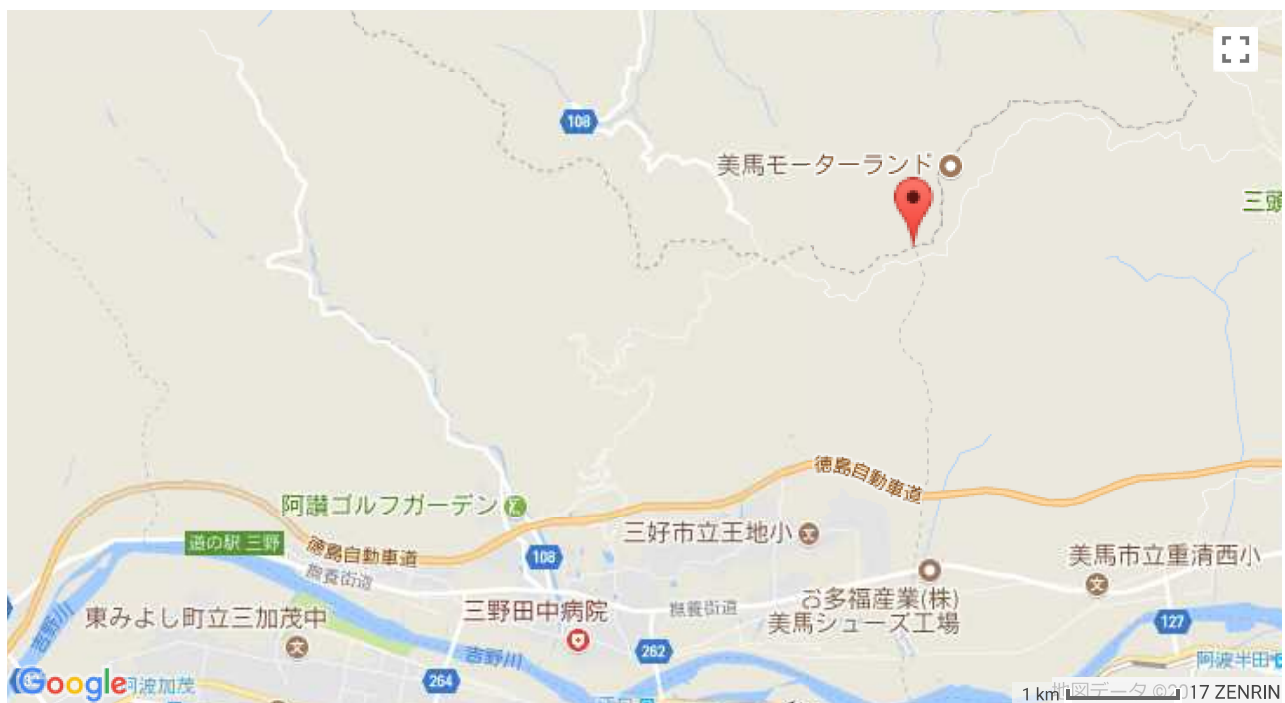 108
美馬モーターランド
三頭
徳島自動車道
阿讃ゴルフガーデン
三好市立王地小
道の駅 三野
徳島自動車道
108
撫養街道
美馬市立重清西小
お多福産業(株)
美馬シューズ工場
三野田中病院
撫養街道
東みよし町立三加茂中
127
吉野川
262
吉野川
阿波半田
264
Google
阿波加茂
1 km
地図データ ©2017 ZENRIN